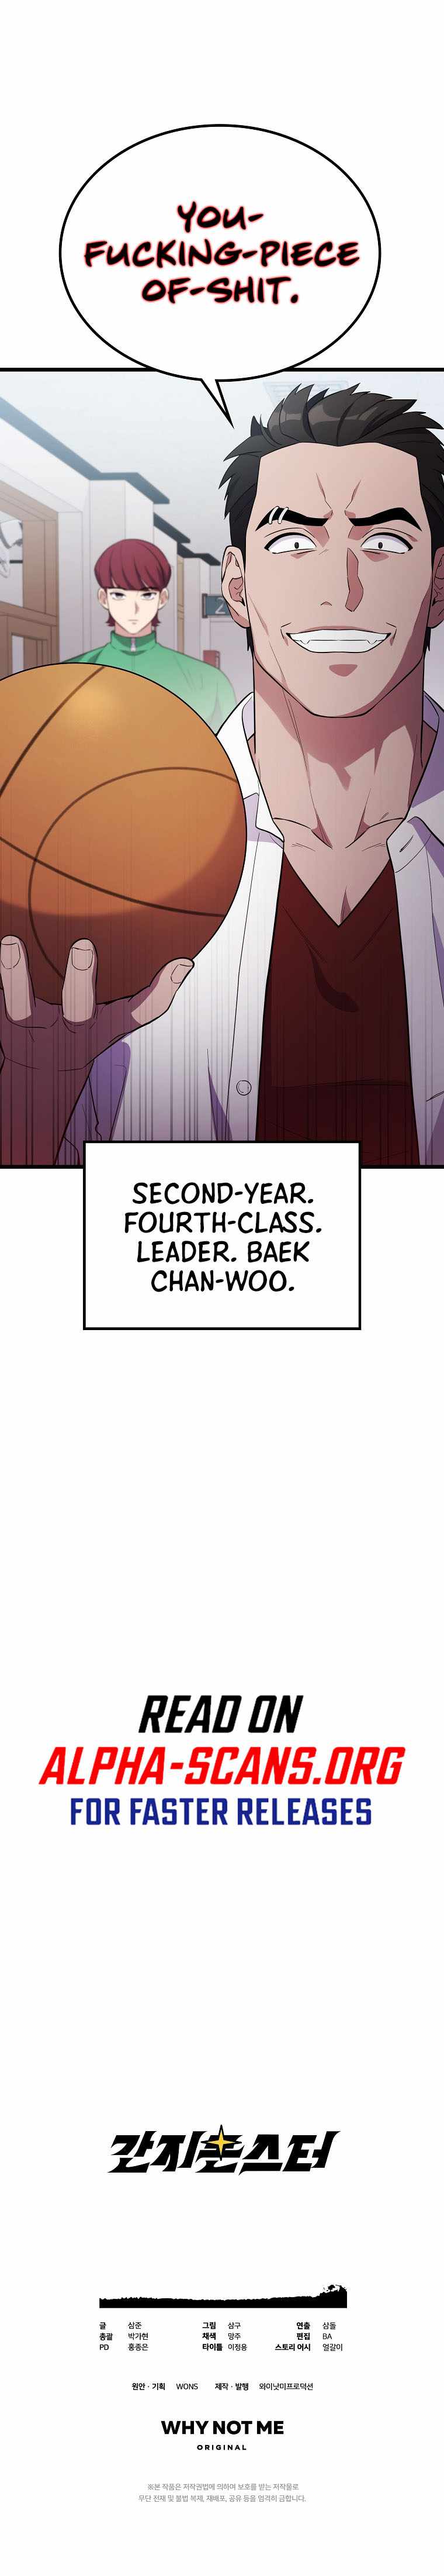 YOU-
FUCKING-PIECE
OF-SHIT.
2
SECOND-YEAR.
FOURTH-CLASS.
LEADER. BAEK
CHAN-WOO.
READ ON
ALPHA-SCANS.ORG
FOR FASTER RELEASES
간지몬스터
글 삼준 그림 상구 연출 삼돌
총괄 박가현 채색 망주 편집 BA
PD 홍종은 타이틀 이정용 스토리 어시 얼갈이
원안 · 기획 WONS 제작 · 발행 와이낫미프로덕션
WHY NOT ME
ORIGINAL
※본 작품은 저작권법에 의하여 보호를 받는 저작물로
무단 전재 및 불법 복제, 재배포, 공유 등을 엄격히 금합니다.